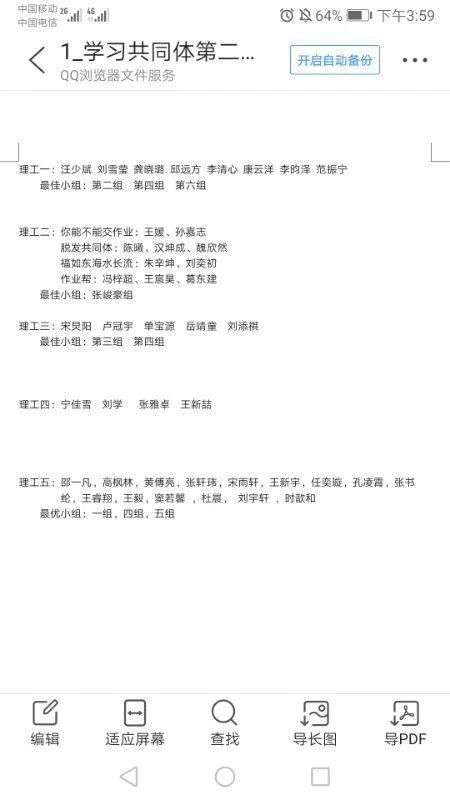 中国移动 2G 4G
中国电信
64% 下午3:59
1_学习共同体第二...
QQ浏览器文件服务
开启自动备份
理工一：汪少斌 刘雪莹 龚晓璐 邱远方 李清心 康云洋 李昀泽 范振宁
最佳小组：第二组 第四组 第六组
理工二：你能不能交作业：王媛、孙嘉志
脱发共同体：陈曦、汉坤成、魏欣然
福如东海水长流：朱辛坤、刘奕初
作业帮：冯梓超、王宸昊、葛东建
最佳小组：张峻豪组
理工三：宋炅阳 卢冠宇 单宝源 岳靖童 刘添祺
最佳小组：第三组 第四组
理工四：宁佳雪 刘学 张雅卓 王新喆
理工五：邵一凡，高枫林，黄傅亮，张轩玮，宋雨轩，王新宇，任奕璇，孔凌霄，张书
纶，王睿翔，王毅，窦若馨 ，杜晨， 刘宇轩 ，时歆和
最优小组：一组，四组，五组
编辑 适应屏幕 查找 导长图 导PDF